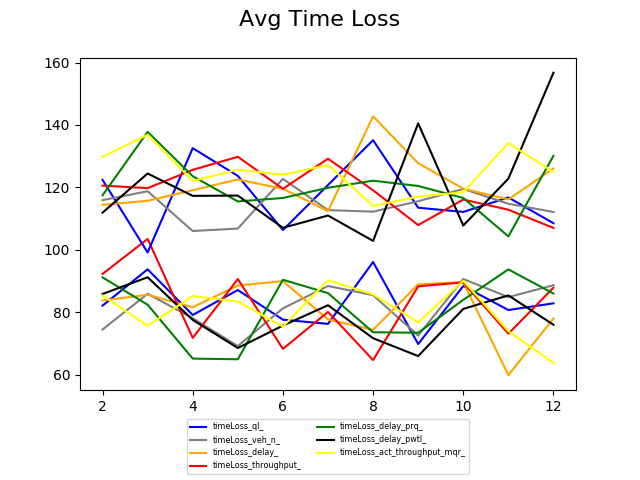 Avg Time Loss
160
140
120
100
80
60
2 4 6 8 10 12
timeLoss_ql_ timeLoss_delay_prq_
timeLoss_veh_n_ timeLoss_delay_pwtl_
timeLoss_delay_ timeLoss_act_throughput_mqr_
timeLoss_throughput_